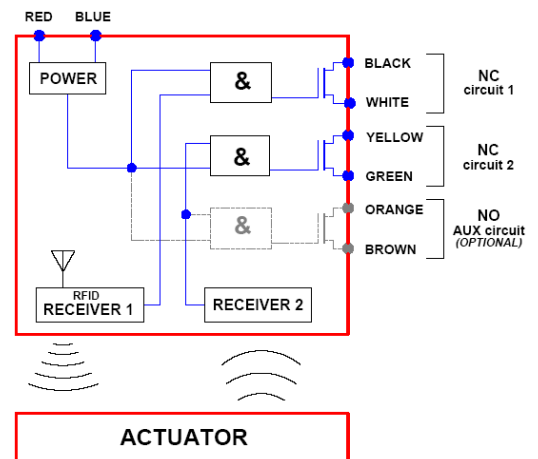 RED BLUE
POWER
&
BLACK
WHITE
NC
circuit 1
&
YELLOW
GREEN
NC
circuit 2
&
ORANGE
BROWN
NO
AUX circuit
(OPTIONAL)
RFID
RECEIVER 1
RECEIVER 2
ACTUATOR